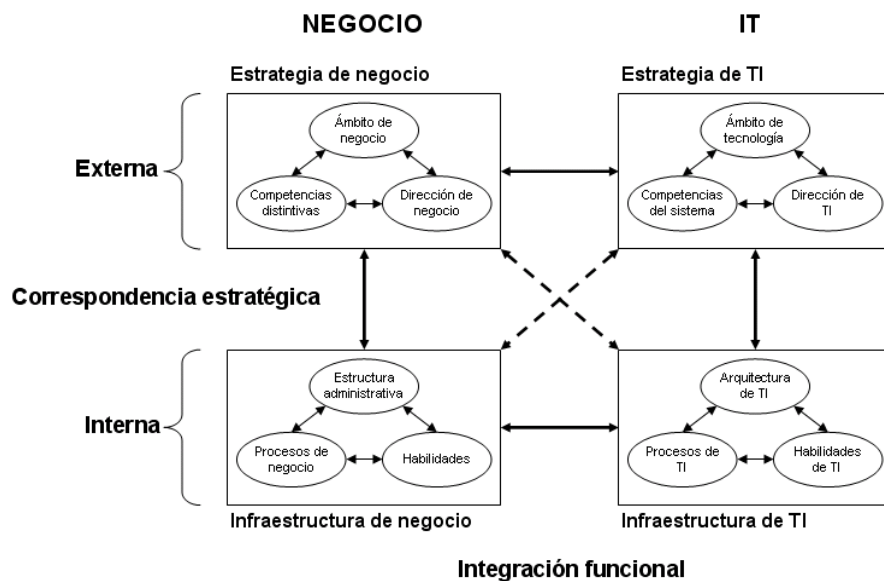 NEGOCIO
IT
Estrategia de negocio
Estrategia de TI
Ámbito de
negocio
Ámbito de
tecnología
Externa
Competencias
distintivas
Dirección de
negocio
Competencias
del sistema
Dirección de
TI
Correspondencia estratégica
Estructura
administrativa
Arquitectura
de TI
Interna
Procesos de
negocio
Habilidades
Procesos de
TI
Habilidades
de TI
Infraestructura de negocio
Infraestructura de TI
Integración funcional